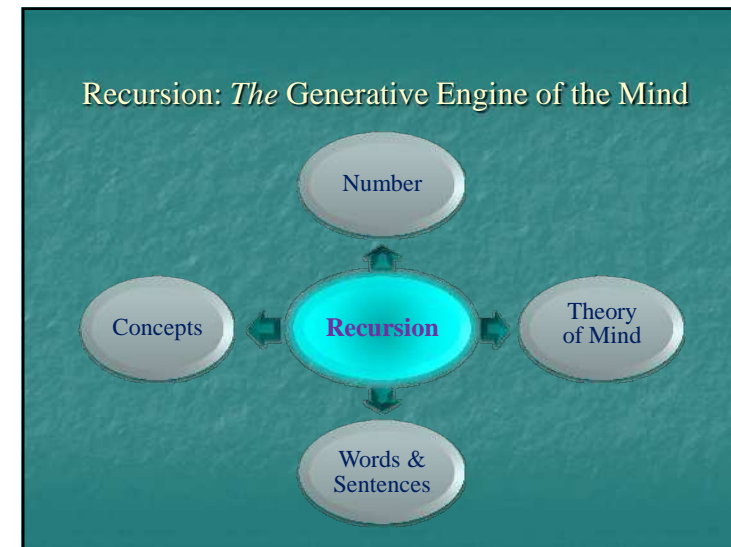 Recursion: The Generative Engine of the Mind
Number
Concepts
Recursion
Theory
of Mind
Words &
Sentences